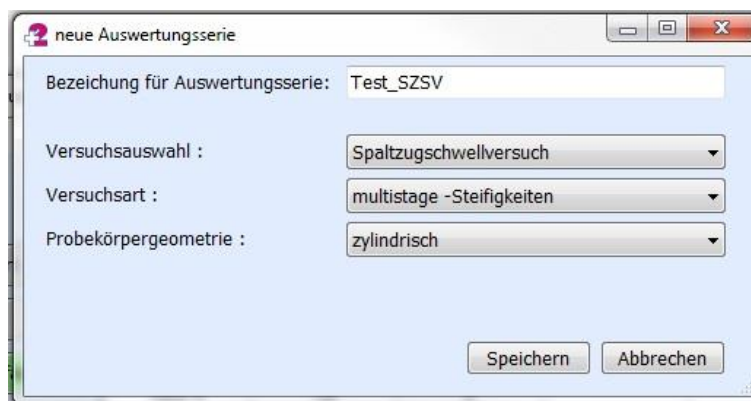 neue Auswertungsserie
Bezeichung für Auswertungsserie: Test_SZSV
Versuchsauswahl : Spaltzugschwellversuch
Versuchsart : multistage -Steifigkeiten
Probekörpergeometrie : zylindrisch
Speichern Abbrechen